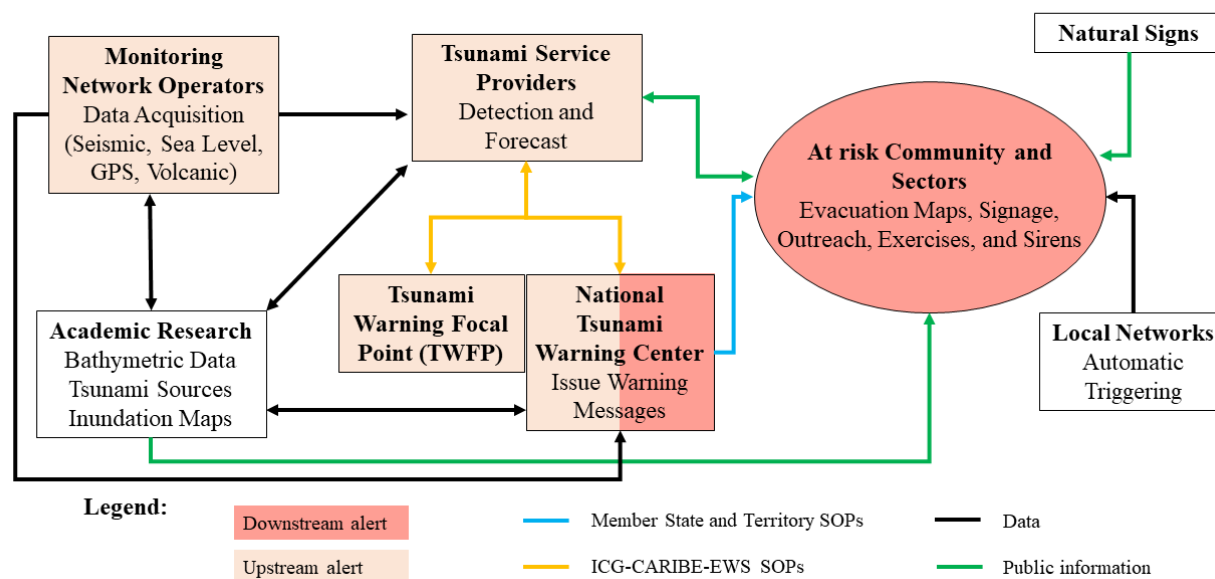 Monitoring
Network Operators
Data Acquisition
(Seismic, Sea Level,
GPS, Volcanic)
Tsunami Service
Providers
Detection and
Forecast
Natural Signs
At risk Community and
Sectors
Evacuation Maps, Signage,
Outreach, Exercises, and Sirens
Academic Research
Bathymetric Data
Tsunami Sources
Inundation Maps
Tsunami
Warning Focal
Point (TWFP)
National
Tsunami
Warning Center
Issue Warning
Messages
Local Networks
Automatic
Triggering
Legend:
Downstream alert
Member State and Territory SOPs
Data
Upstream alert
ICG-CARIBE-EWS SOPs
Public information